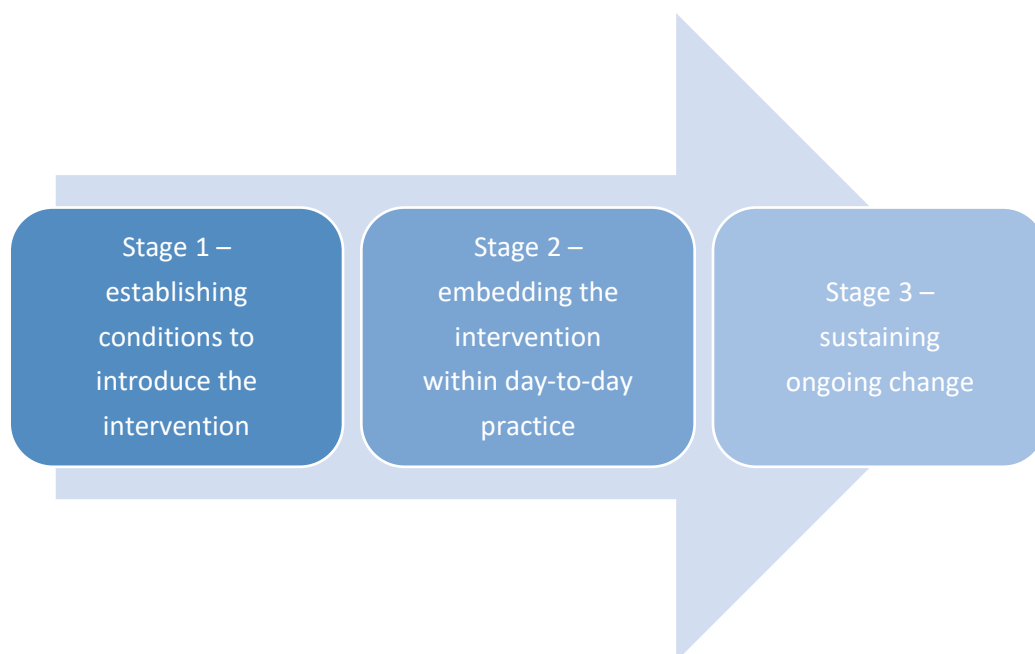 Stage 1 –
establishing
conditions to
introduce the
intervention
Stage 2 –
embedding the
intervention
within day-to-day
practice
Stage 3 –
sustaining
ongoing change